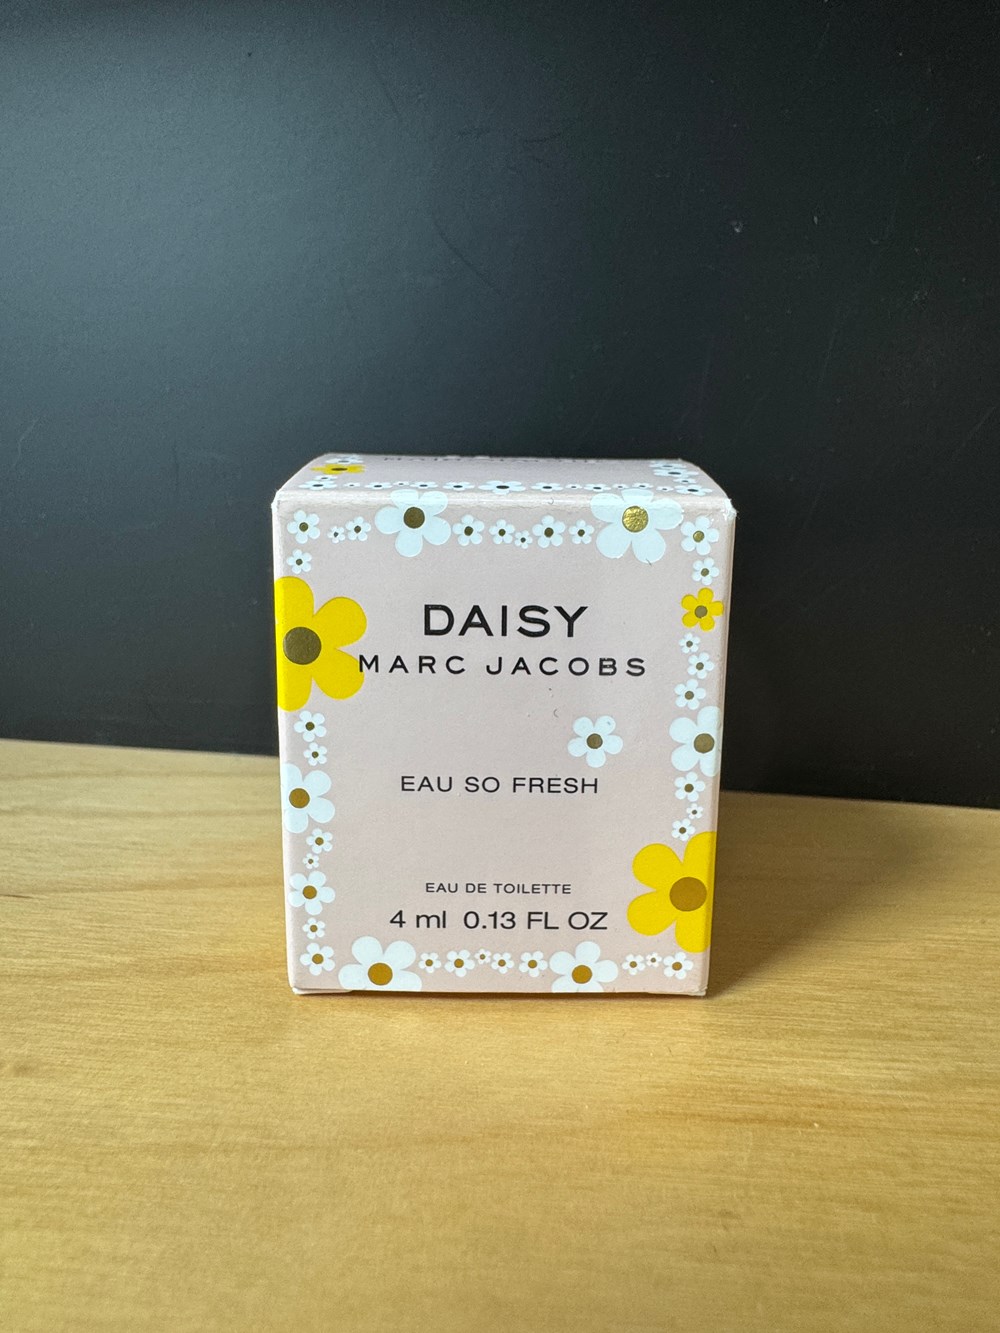 DAISY
MARC JACOBS
EAU SO FRESH
EAU DE TOILETTE
4 ml 0.13 FL OZ